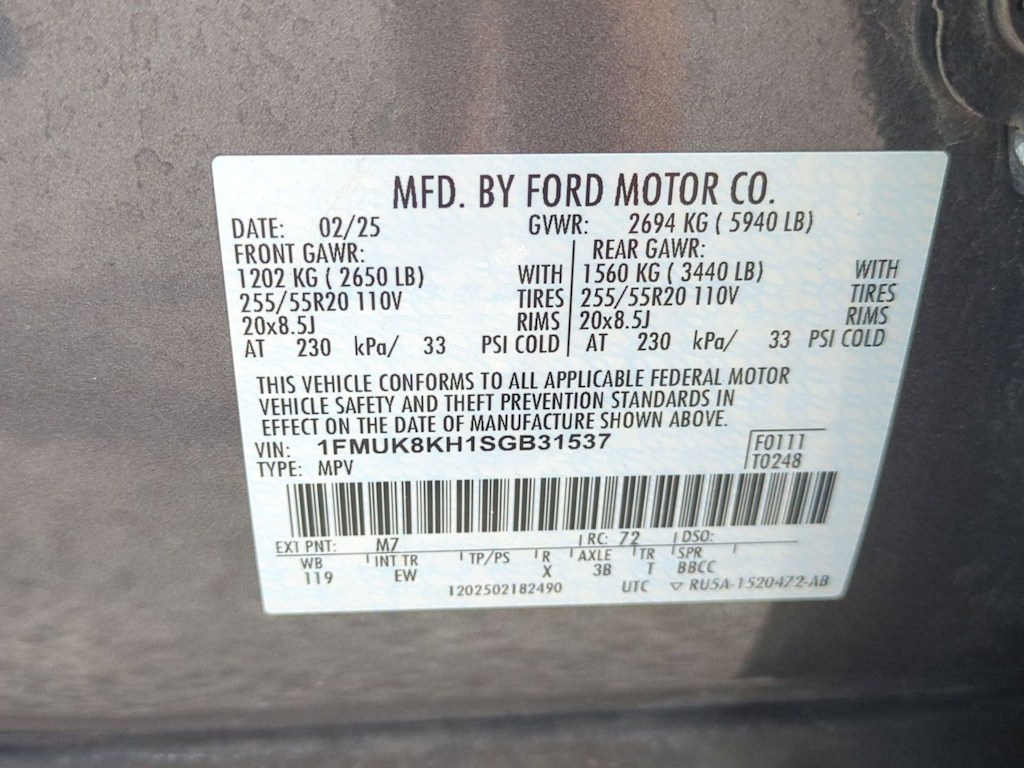 MFD. BY FORD MOTOR CO.
DATE: 02/25 GVWR: 2694 KG ( 5940 LB)
FRONT GAWR: REAR GAWR:
1202 KG ( 2650 LB) WITH 1560 KG ( 3440 LB) WITH
255/55R20 110V TIRES 255/55R20 110V TIRES
20x8.5J RIMS 20x8.5J RIMS
AT 230 kPa/ 33 PSI COLD AT 230 kPa/ 33 PSI COLD
THIS VEHICLE CONFORMS TO ALL APPLICABLE FEDERAL MOTOR
VEHICLE SAFETY AND THEFT PREVENTION STANDARDS IN
EFFECT ON THE DATE OF MANUFACTURE SHOWN ABOVE.
VIN: 1FMUK8KH1SGB31537 F0111
TYPE: MPV T0248
EXT PNT: M7 RC: 72 DSO:
WB INT TR TP/PS R AXLE TR SPR
119 EW X 3B T BBCC
1202502182490 UTC ▽ RU5A-1520472-AB